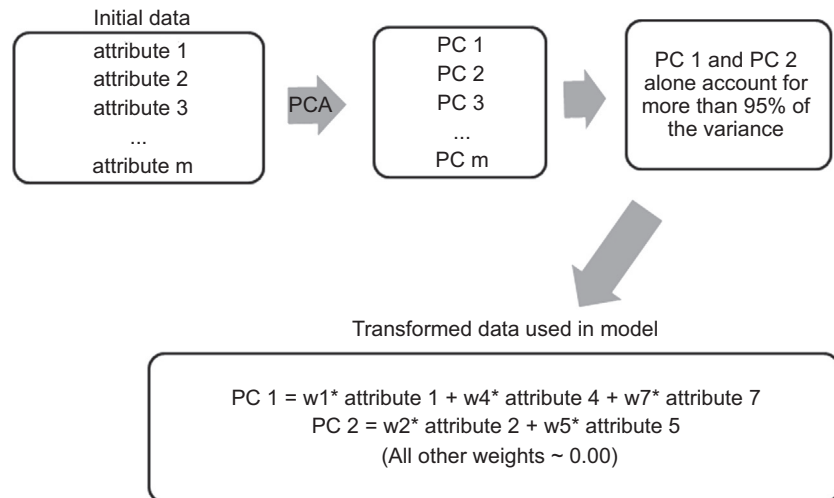 Initial data
attribute 1
attribute 2
attribute 3
...
attribute m
PCA
PC 1
PC 2
PC 3
...
PC m
PC 1 and PC 2
alone account for
more than 95% of
the variance
Transformed data used in model
PC 1 = w1* attribute 1 + w4* attribute 4 + w7* attribute 7
PC 2 = w2* attribute 2 + w5* attribute 5
(All other weights ~ 0.00)